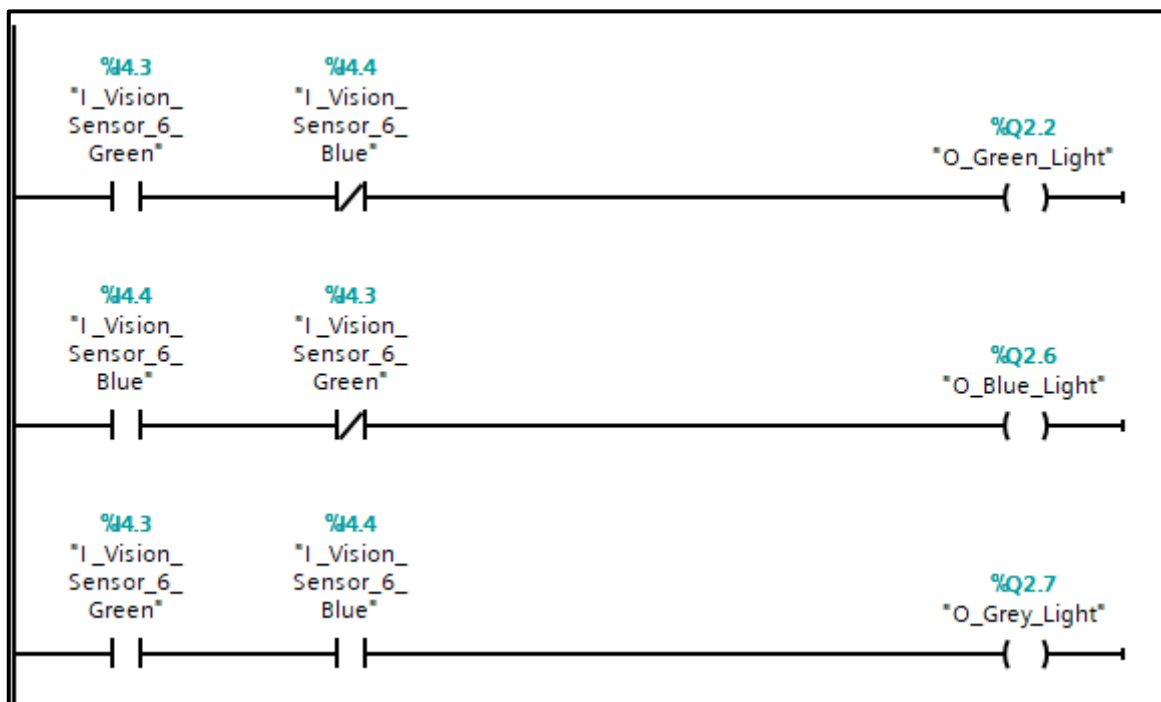 %I4.3
"I_Vision_
Sensor_6_
Green"
%I4.4
"I_Vision_
Sensor_6_
Blue"
%Q2.2
"O_Green_Light"
%I4.4
"I_Vision_
Sensor_6_
Blue"
%I4.3
"I_Vision_
Sensor_6_
Green"
%Q2.6
"O_Blue_Light"
%I4.3
"I_Vision_
Sensor_6_
Green"
%I4.4
"I_Vision_
Sensor_6_
Blue"
%Q2.7
"O_Grey_Light"